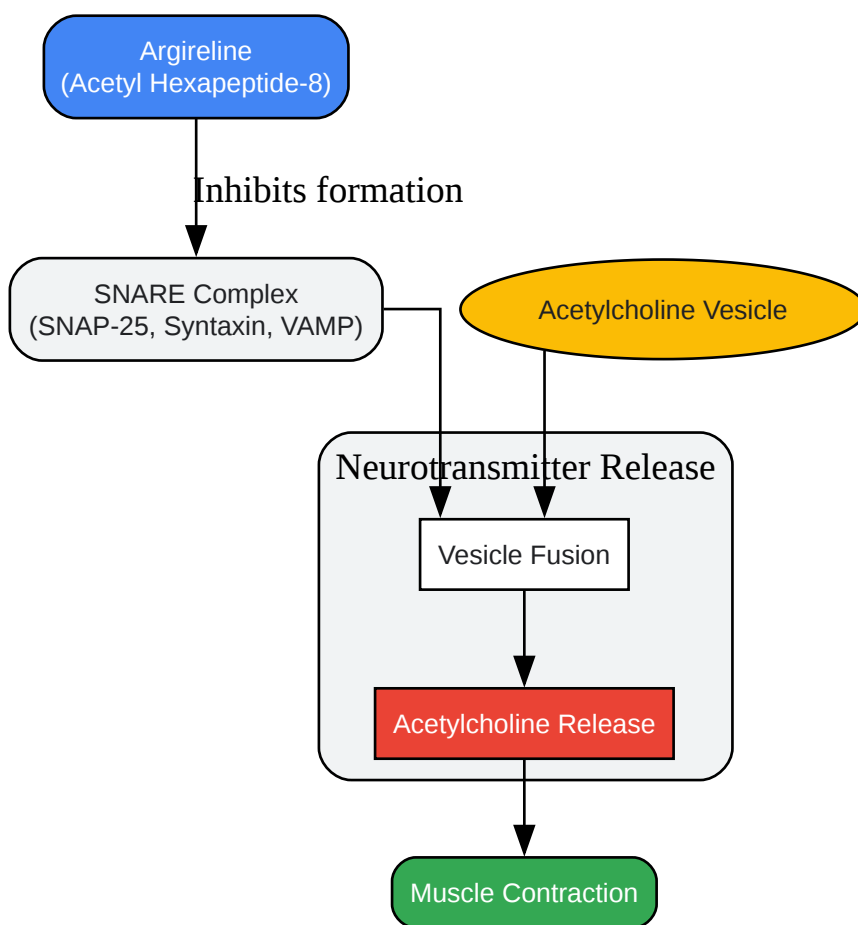 Argireline
(Acetyl Hexapeptide-8)
Inhibits formation
SNARE Complex
(SNAP-25, Syntaxin, VAMP)
Acetylcholine Vesicle
Neurotransmitter Release
Vesicle Fusion
Acetylcholine Release
Muscle Contraction